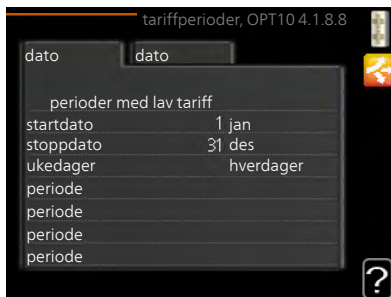 tariffperioder, OPT10 4.1.8.8
dato dato
perioder med lav tariff
startdato 1 jan
stoppdato 31 des
ukedager hverdager
periode
periode
periode
periode
?